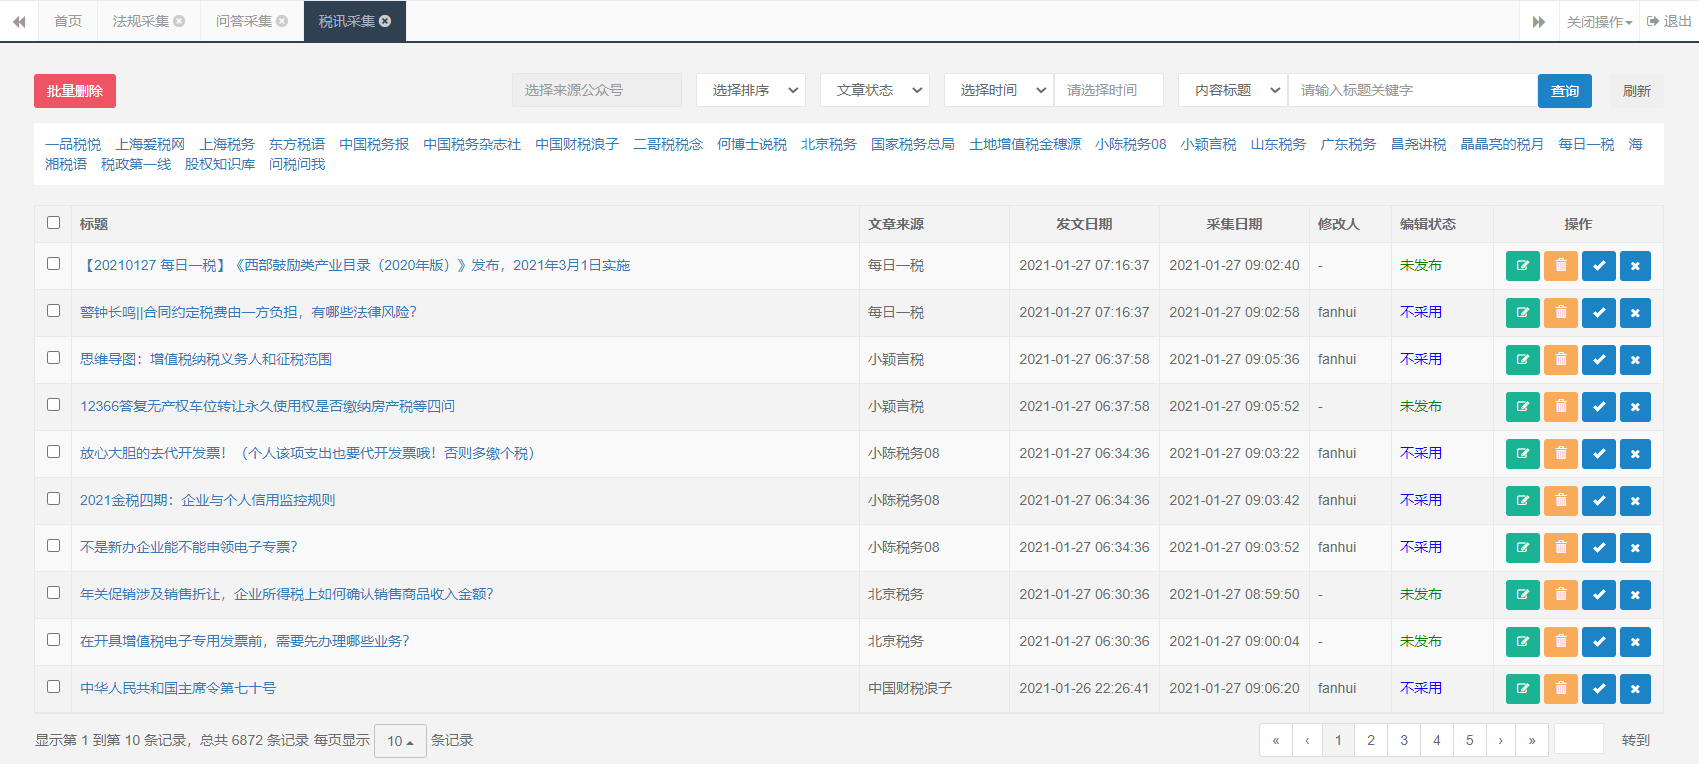 首页 法规采集 问答采集 税讯采集 关闭操作 退出
批量删除 选择来源公众号 选择排序 文章状态 选择时间 请选择时间 内容标题 请输入标题关键字 查询 刷新
一品税悦 上海爱税网 上海税务 东方税语 中国税务报 中国税务杂志社 中国财税浪子 二哥税税念 何博士说税 北京税务 国家税务总局 土地增值税金穗源 小陈税务08 小颖言税 山东税务 广东税务 昌尧讲税 晶晶亮的税月 每日一税 海
湘税语 税政第一线 股权知识库 问税问我
标题 文章来源 发文日期 采集日期 修改人 编辑状态 操作
【20210127 每日一税】《西部鼓励类产业目录（2020年版）》发布，2021年3月1日实施 每日一税 2021-01-27 07:16:37 2021-01-27 09:02:40 - 未发布
警钟长鸣||合同约定税费由一方负担，有哪些法律风险？ 每日一税 2021-01-27 07:16:37 2021-01-27 09:02:58 fanhui 不采用
思维导图：增值税纳税义务人和征税范围 小颖言税 2021-01-27 06:37:58 2021-01-27 09:05:36 fanhui 不采用
12366答复无产权车位转让永久使用权是否缴纳房产税等四问 小颖言税 2021-01-27 06:37:58 2021-01-27 09:05:52 - 未发布
放心大胆的去代开发票！（个人该项支出也要代开发票哦！否则多缴个税） 小陈税务08 2021-01-27 06:34:36 2021-01-27 09:03:22 fanhui 不采用
2021金税四期：企业与个人信用监控规则 小陈税务08 2021-01-27 06:34:36 2021-01-27 09:03:42 fanhui 不采用
不是新办企业能不能申领电子专票？ 小陈税务08 2021-01-27 06:34:36 2021-01-27 09:03:52 fanhui 不采用
年关促销涉及销售折让，企业所得税上如何确认销售商品收入金额？ 北京税务 2021-01-27 06:30:36 2021-01-27 08:59:50 - 未发布
在开具增值税电子专用发票前，需要先办理哪些业务？ 北京税务 2021-01-27 06:30:36 2021-01-27 09:00:04 - 未发布
中华人民共和国主席令第七十号 中国财税浪子 2021-01-26 22:26:41 2021-01-27 09:06:20 fanhui 不采用
显示第 1 到第 10 条记录，总共 6872 条记录 每页显示 10 条记录 « ‹ 1 2 3 4 5 › » 转到